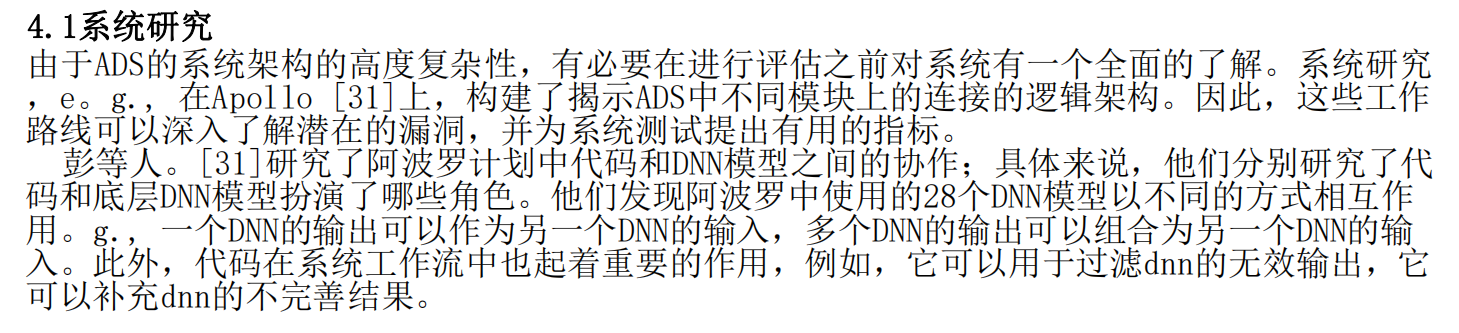 4.1系统研究
由于ADS的系统架构的高度复杂性，有必要在进行评估之前对系统有一个全面的了解。系统研究
，e。g.，在Apollo [31]上，构建了揭示ADS中不同模块上的连接的逻辑架构。因此，这些工作
路线可以深入了解潜在的漏洞，并为系统测试提出有用的指标。
彭等人。[31]研究了阿波罗计划中代码和DNN模型之间的协作；具体来说，他们分别研究了代
码和底层DNN模型扮演了哪些角色。他们发现阿波罗中使用的28个DNN模型以不同的方式相互作
用。g.，一个DNN的输出可以作为另一个DNN的输入，多个DNN的输出可以组合为另一个DNN的输
入。此外，代码在系统工作流中也起着重要的作用，例如，它可以用于过滤dnn的无效输出，它
可以补充dnn的不完善结果。